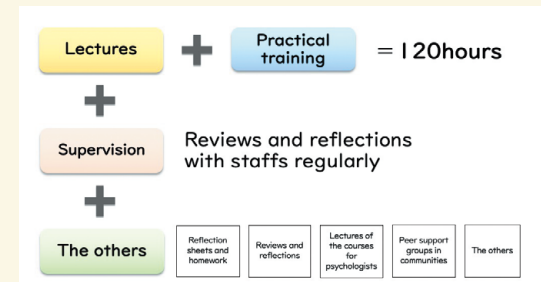 Lectures
Practical
training
=120hours
Supervision
Reviews and reflections
with staffs regularly
The others
Reflection
sheets and
homework
Reviews and
reflections
Lectures of
the courses
for
psychologists
Peer support
groups in
communities
The others